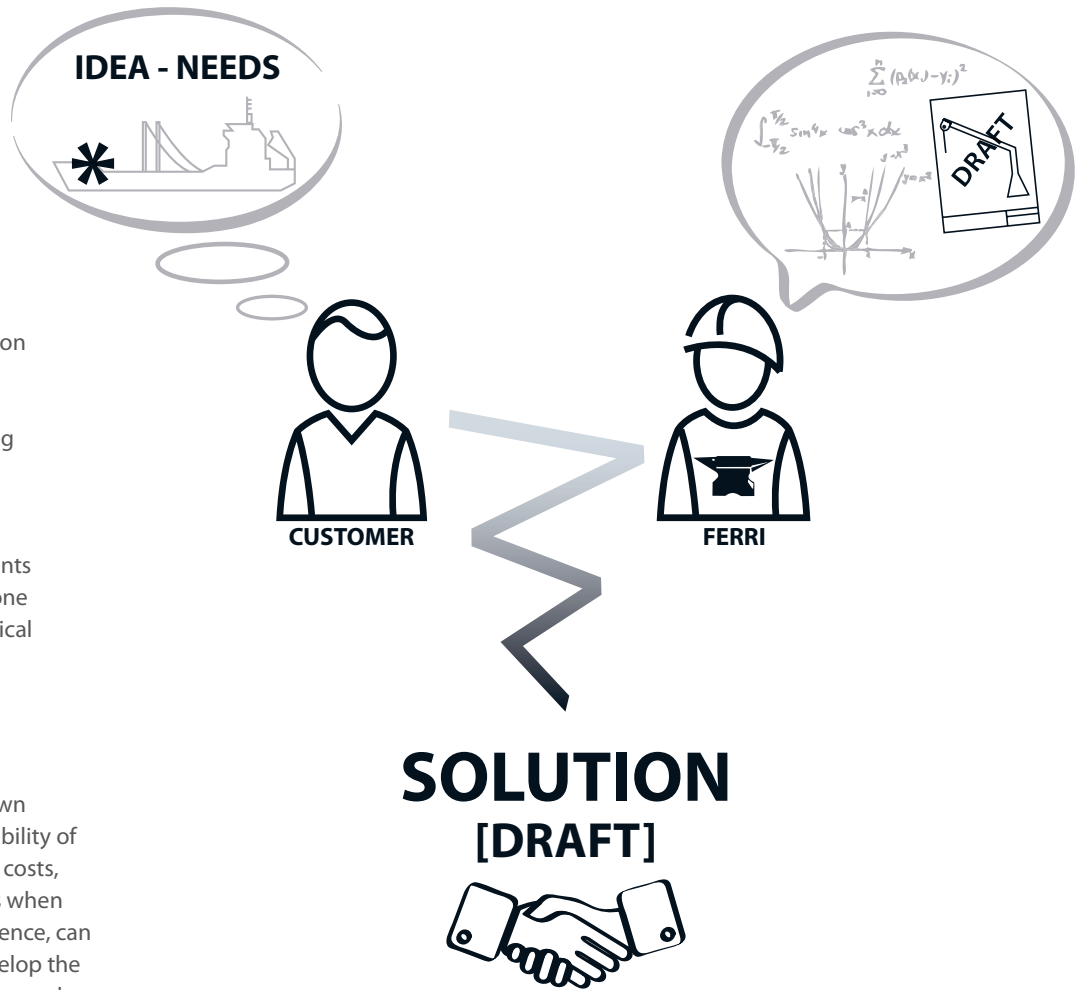 IDEA - NEEDS
DRAFT
on
g
CUSTOMER
FERRI
nts
one
ical
SOLUTION
[DRAFT]
wn
bility of
costs,
s when
ence, can
elop the